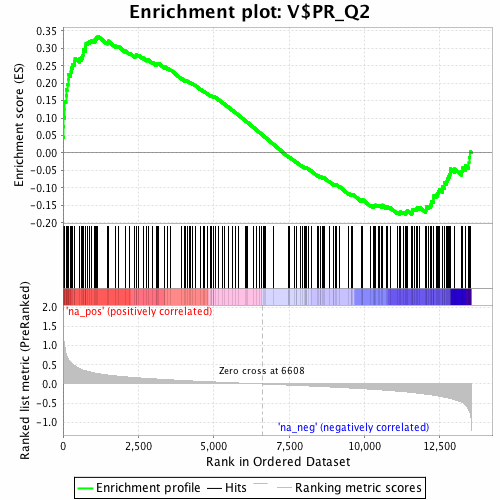 Enrichment plot: V$PR_Q2
Enrichment score (ES)
0.35
0.30
0.25
0.20
0.15
0.10
0.05
0.00
-0.05
-0.10
-0.15
-0.20
'na_pos' (positively correlated)
Ranked list metric (PreRanked)
2.0
1.5
1.0
0.5
0.0
-0.5
-1.0
Zero cross at 6608
'na_neg' (negatively correlated)
0 2,500 5,000 7,500 10,000 12,500
Rank in Ordered Dataset
Enrichment profile Hits Ranking metric scores